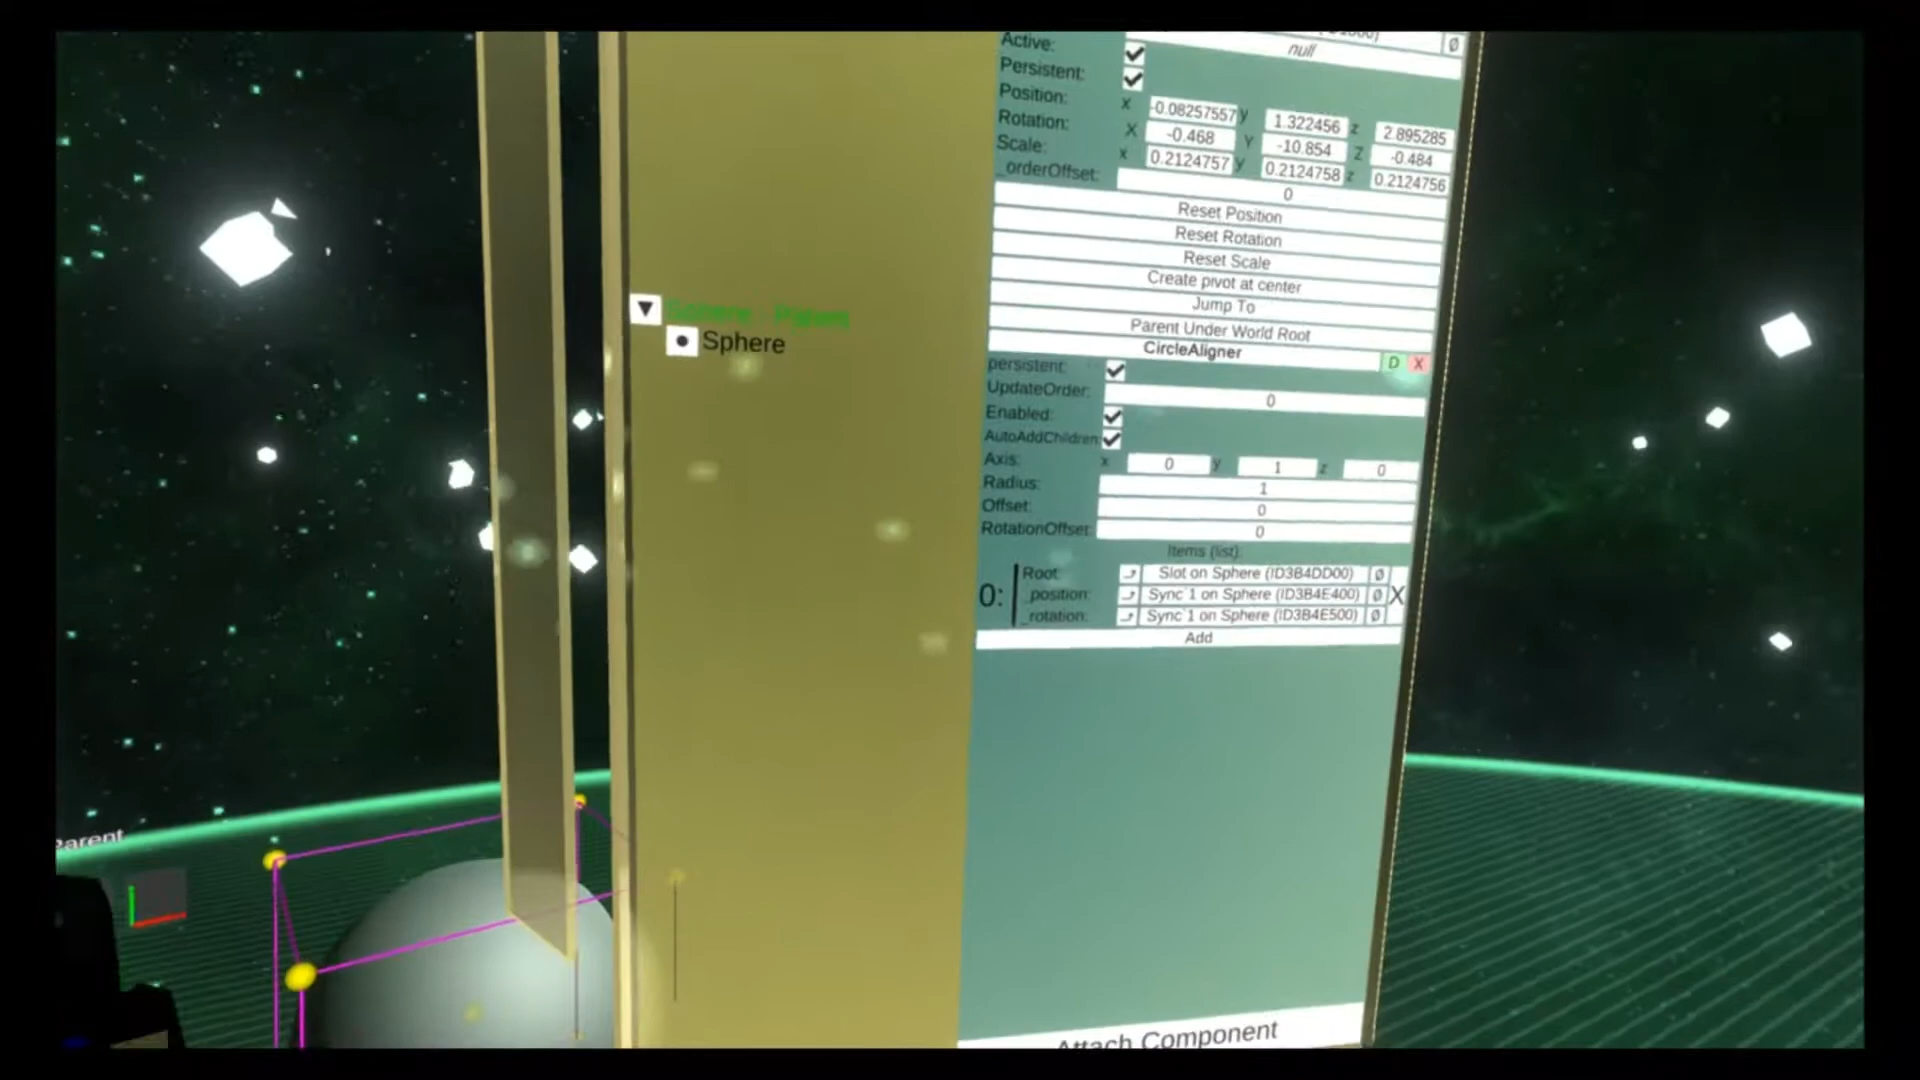 null
Active:
Persistent:
Position: x -0.08257557 y 1.322456 z 2.895285
Rotation: X -0.468 Y -10.854 Z -0.484
Scale: x 0.2124757 y 0.2124758 z 0.2124756
_orderOffset: 0
Reset Position
Reset Rotation
Reset Scale
Create pivot at center
Jump To
Parent Under World Root
CircleAligner D X
persistent:
UpdateOrder: 0
Enabled:
AutoAddChildren
Axis: x 0 y 1 z 0
Radius: 1
Offset: 0
RotationOffset: 0
Items (list):
0:
Root: Slot on Sphere (ID3B4DD00) Ø
_position: Sync`1 on Sphere (ID3B4E400) Ø X
_rotation: Sync`1 on Sphere (ID3B4E500) Ø
Add
Attach Component
Sphere - Parent
Sphere
Parent